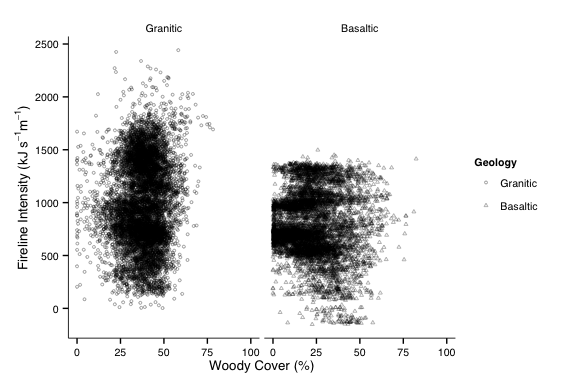 Granitic Basaltic
2500
2000
1500
1000
500
0
Fireline Intensity (kJ s⁻¹m⁻¹)
0 25 50 75 100 0 25 50 75 100
Woody Cover (%)
Geology
Granitic
Basaltic